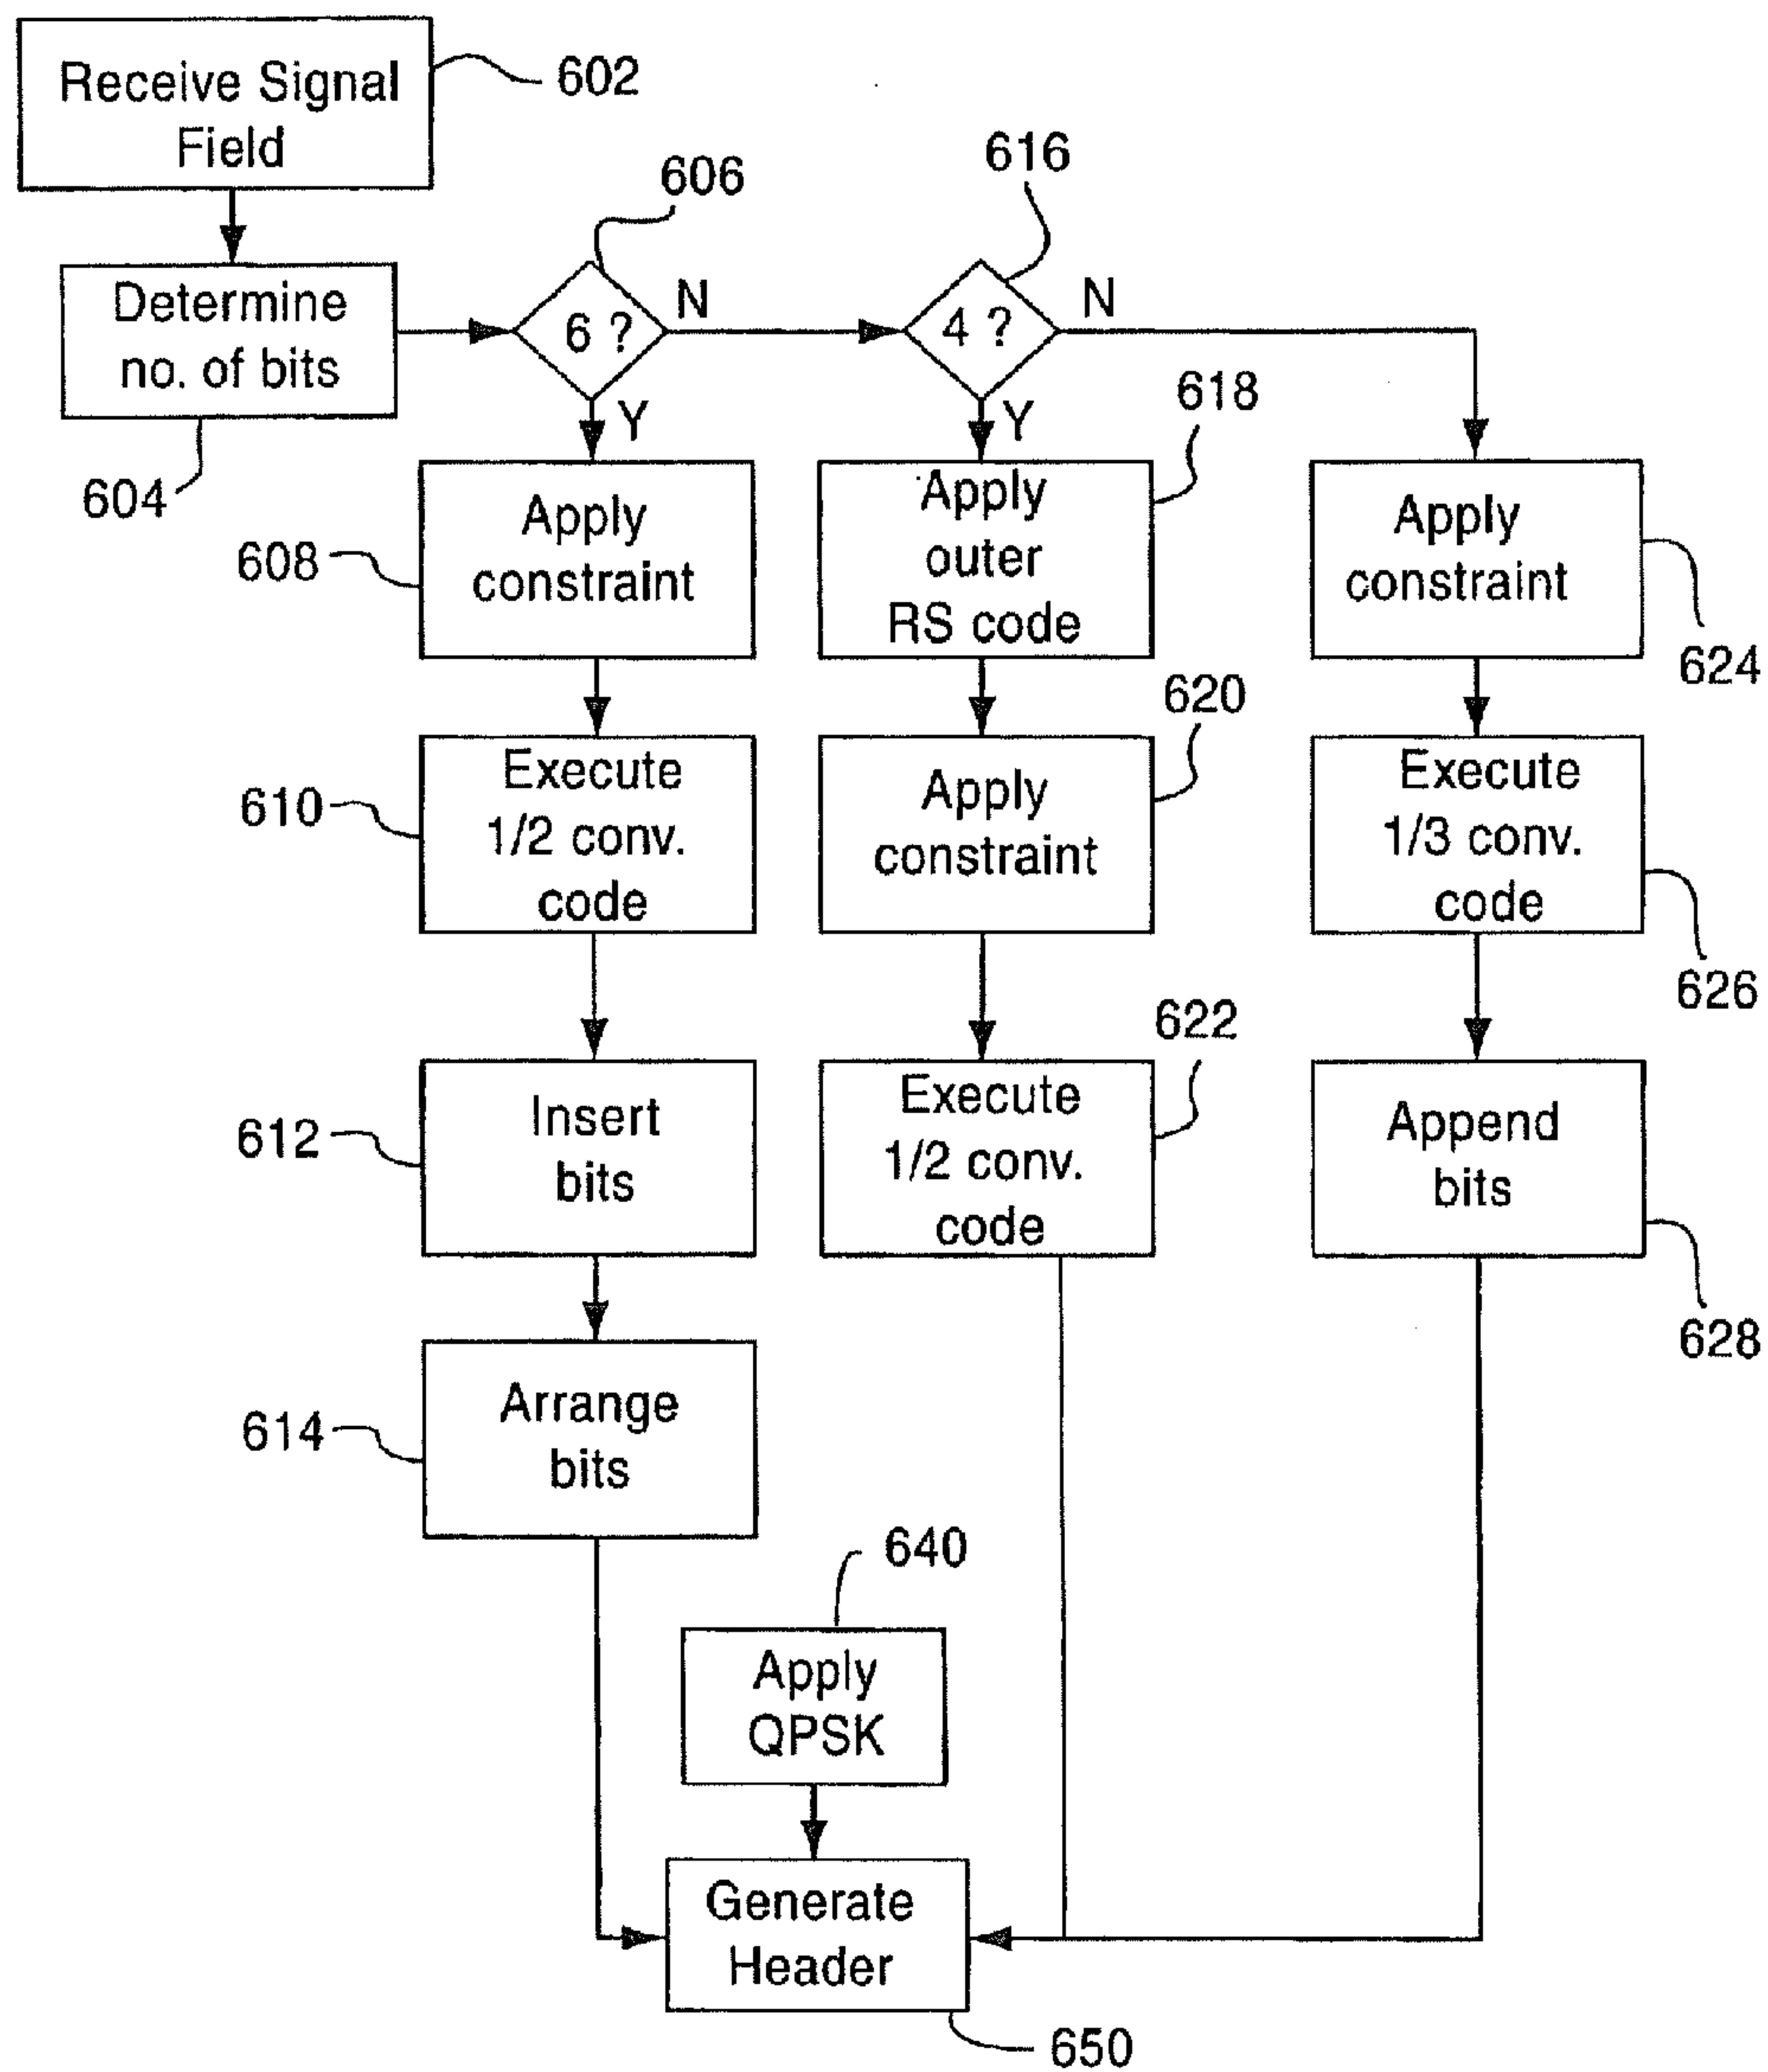 Receive Signal
Field
602
Determine
no. of bits
604
606
6 ?
N
Y
616
4 ?
N
Y
Apply
constraint
608
Execute
1/2 conv.
code
610
Insert
bits
612
Arrange
bits
614
Apply
outer
RS code
618
Apply
constraint
620
Execute
1/2 conv.
code
622
Apply
constraint
624
Execute
1/3 conv.
code
626
Append
bits
628
640
Apply
QPSK
Generate
Header
650